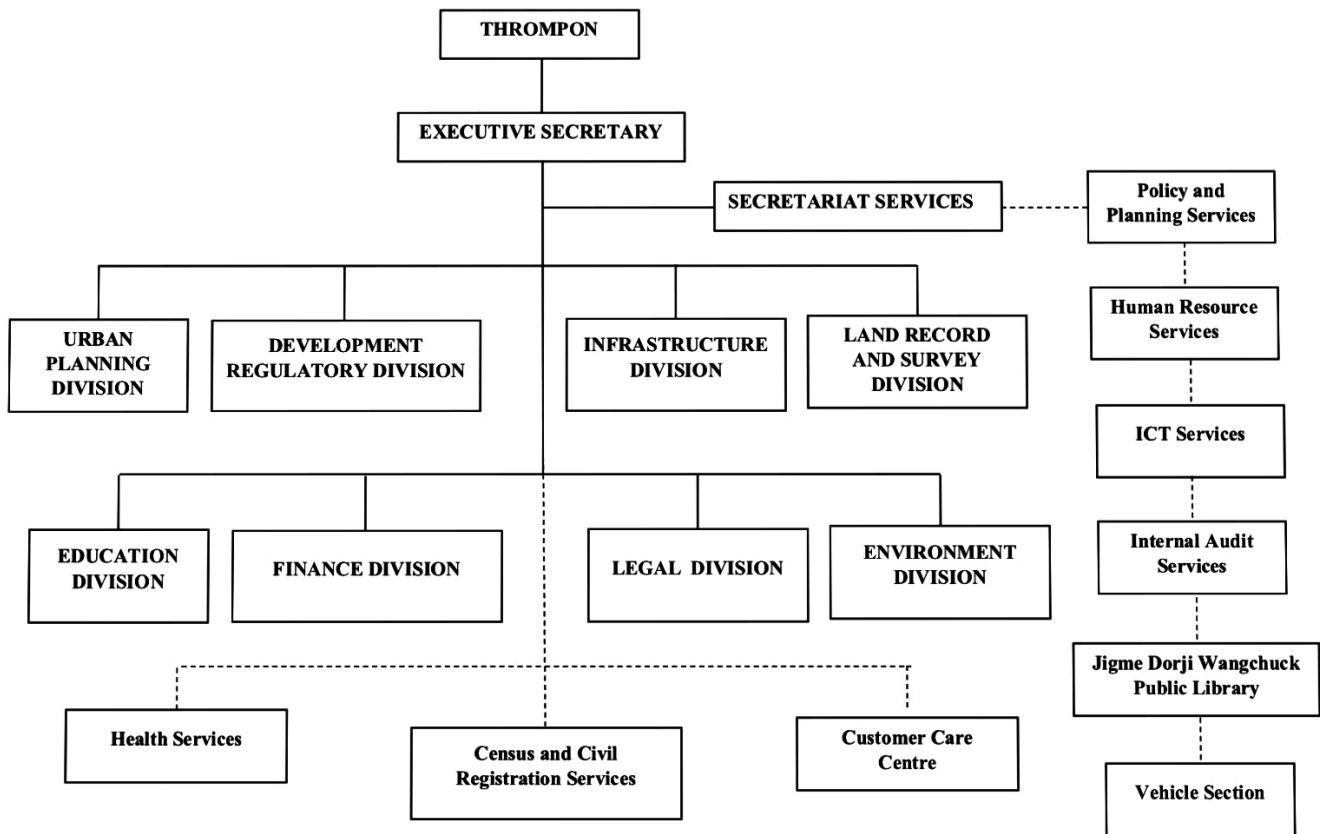 THROMPON
EXECUTIVE SECRETARY
SECRETARIAT SERVICES
Policy and
Planning Services
Human Resource
Services
ICT Services
Internal Audit
Services
Jigme Dorji Wangchuck
Public Library
Vehicle Section
URBAN
PLANNING
DIVISION
DEVELOPMENT
REGULATORY DIVISION
INFRASTRUCTURE
DIVISION
LAND RECORD
AND SURVEY
DIVISION
EDUCATION
DIVISION
FINANCE DIVISION
LEGAL DIVISION
ENVIRONMENT
DIVISION
Health Services
Census and Civil
Registration Services
Customer Care
Centre